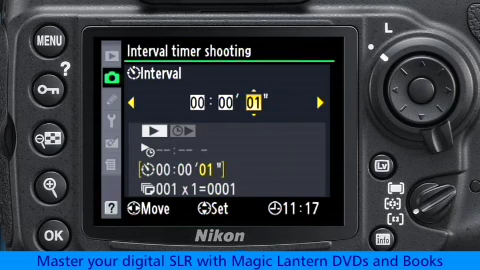 MENU
Interval timer shooting
L
Interval
?
00:00'01"
--:-- -
[00:00'01"]
Lv
001 x1=0001
? Move Set 11:17
OK
Nikon
info
Master your digital SLR with Magic Lantern DVDs and Books